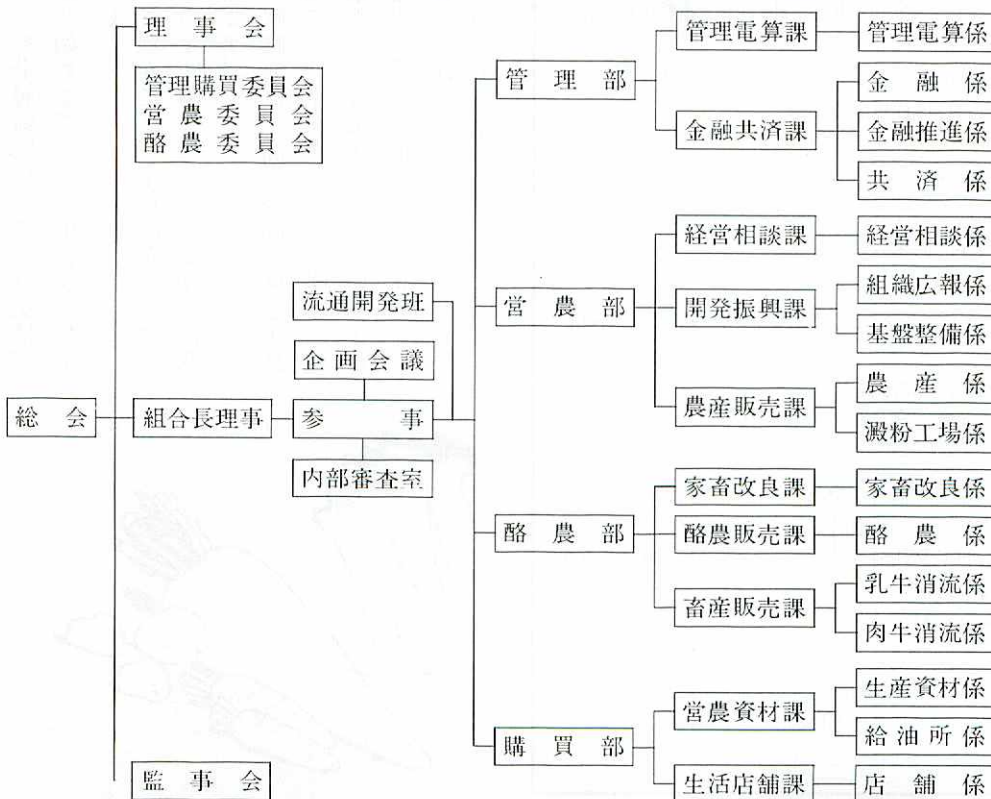 総会
理事会
管理購買委員会
営農委員会
酪農委員会
組合長理事
監事会
流通開発班
企画会議
参事
内部審査室
管理部
管理電算課
管理電算係
金融共済課
金融係
金融推進係
共済係
営農部
経営相談課
経営相談係
開発振興課
組織広報係
基盤整備係
農産販売課
農産係
澱粉工場係
酪農部
家畜改良課
家畜改良係
酪農販売課
酪農係
畜産販売課
乳牛消流係
肉牛消流係
購買部
営農資材課
生産資材係
給油所係
生活店舗課
店舗係